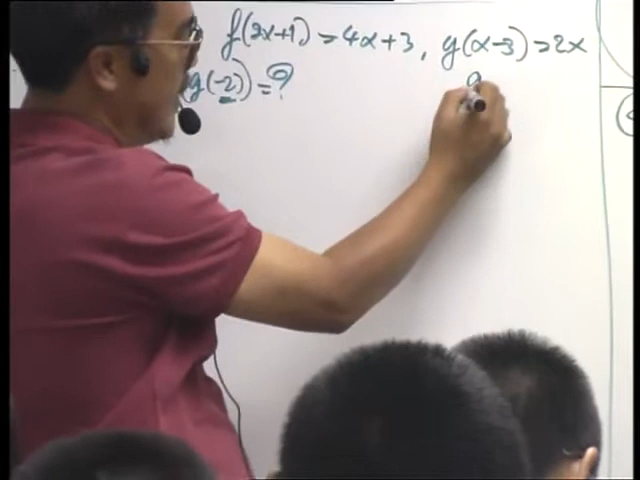 f(2x+1)=4x+3, g(x-3)=2x
g(-2))=?
g